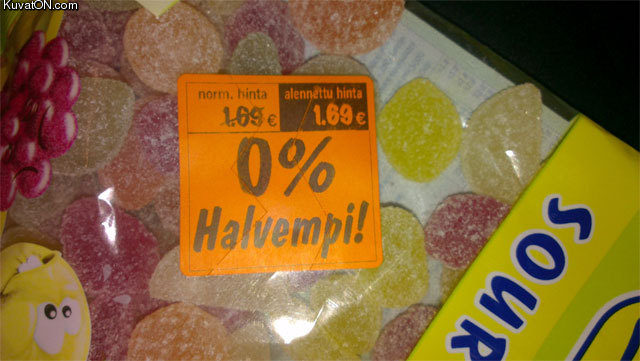 KuvatON.com
norm. hinta alennettu hinta
1.69 € 1.69 €
0%
Halvempi!
SOUR